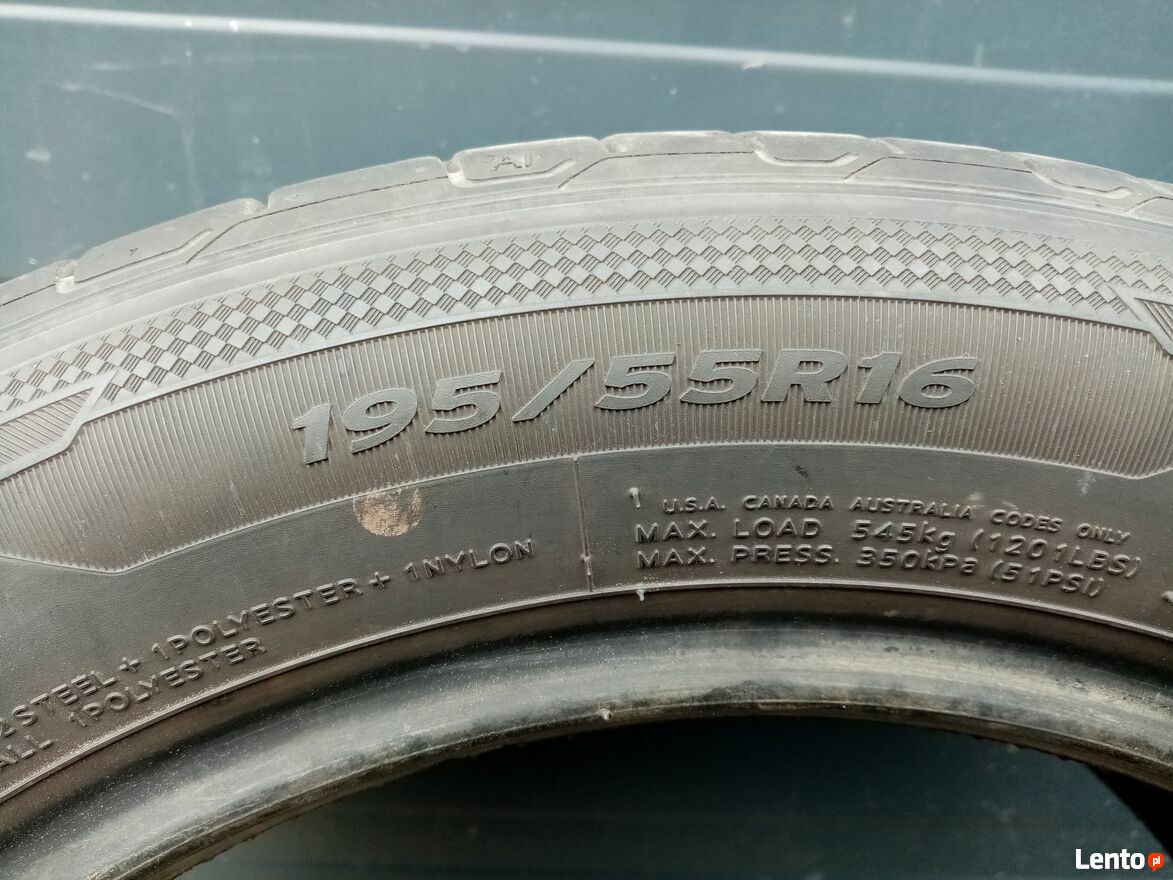 195/55R16
1 U.S.A. CANADA AUSTRALIA CODES ONLY
MAX. LOAD 545kg (1201LBS)
MAX. PRESS. 350kPa (51PSI)
2STEEL + 1POLYESTER + 1NYLON
1POLYESTER
Lento.pl